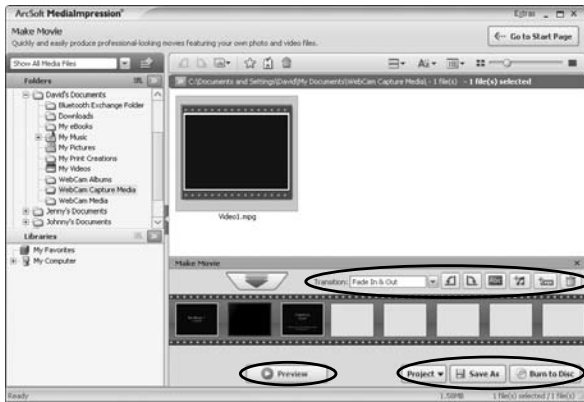 ArcSoft MediaImpression™
Extras
Make Movie
Quickly and easily produce professional-looking movies featuring your own photo and video files.
Go to Start Page
Show All Media Files
Folders
C:\Documents and Settings\David\My Documents\WebCam Capture Media\ - 1 file(s) - 1 file(s) selected
David's Documents
Bluetooth Exchange Folder
Downloads
My eBooks
My Music
My Pictures
My Print Creations
My Videos
WebCam Albums
WebCam Capture Media
WebCam Media
Jenny's Documents
Johnny's Documents
Libraries
My Favorites
My Computer
Video1.mpg
Make Movie
Transition: Fade In & Out
Preview
Project
Save As
Burn to Disc
Ready
1.50MB
1 file(s) selected / 1 file(s)